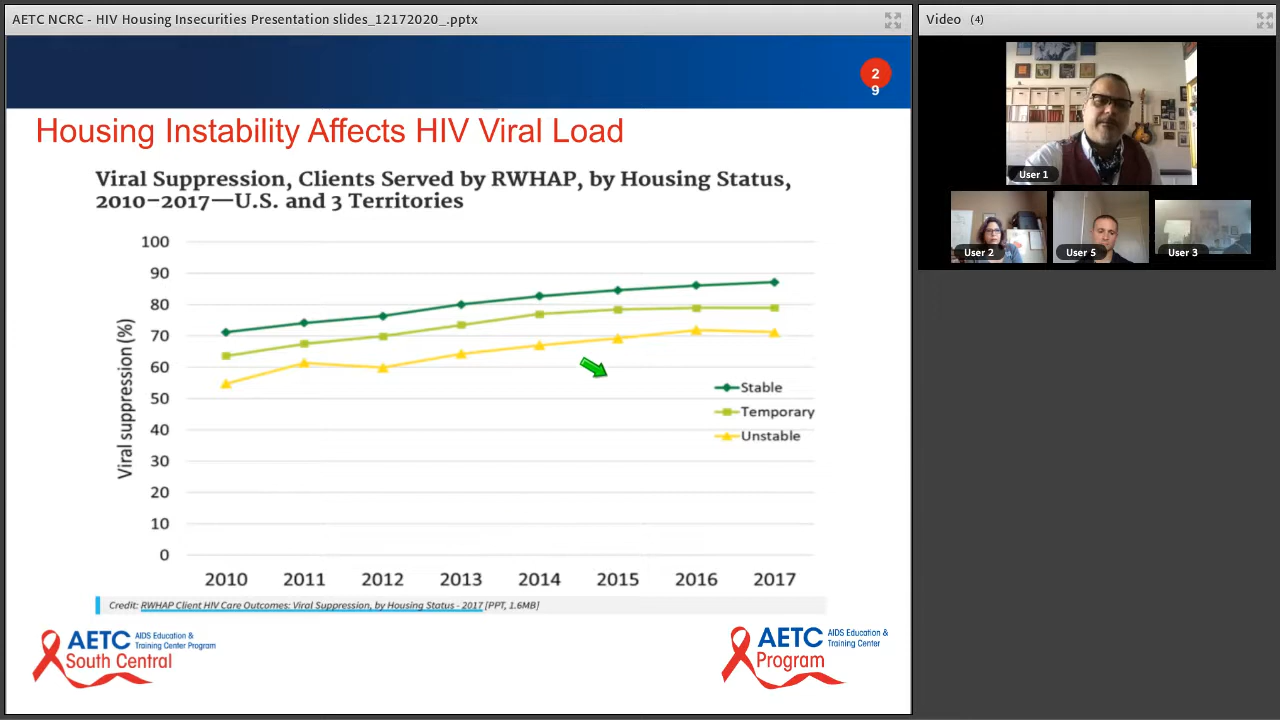 AETC NCRC - HIV Housing Insecurities Presentation slides_12172020_.pptx
2
9
Housing Instability Affects HIV Viral Load
Viral Suppression, Clients Served by RWHAP, by Housing Status,
2010–2017—U.S. and 3 Territories
Viral suppression (%)
100
90
80
70
60
50
40
30
20
10
0
Stable
Temporary
Unstable
2010 2011 2012 2013 2014 2015 2016 2017
Credit: RWHAP Client HIV Care Outcomes: Viral Suppression, by Housing Status - 2017 [PPT, 1.6MB]
AETC AIDS Education &
Training Center Program
South Central
AETC AIDS Education &
Training Center
Program
Video (4)
User 1
User 2
User 5
User 3